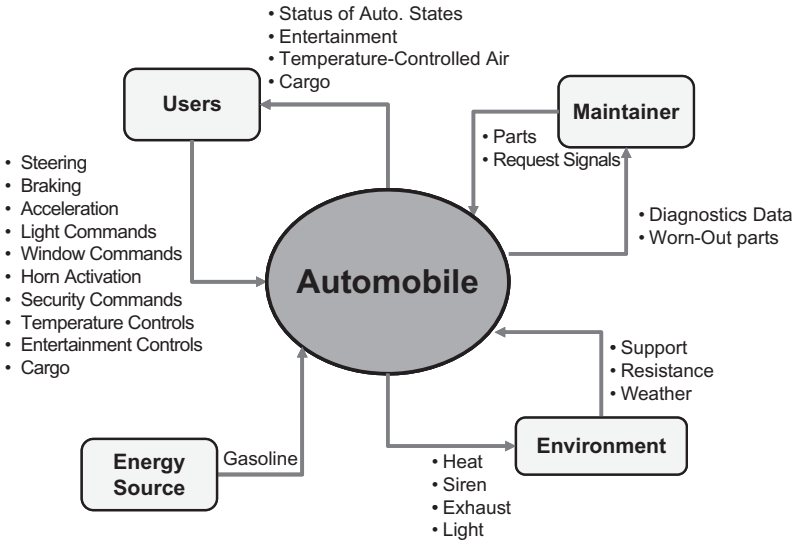 • Status of Auto. States
• Entertainment
• Temperature-Controlled Air
• Cargo
Users
Maintainer
• Parts
• Request Signals
• Steering
• Braking
• Acceleration
• Light Commands
• Window Commands
• Horn Activation
• Security Commands
• Temperature Controls
• Entertainment Controls
• Cargo
• Diagnostics Data
• Worn-Out parts
Automobile
• Support
• Resistance
• Weather
Energy
Source
Gasoline
Environment
• Heat
• Siren
• Exhaust
• Light